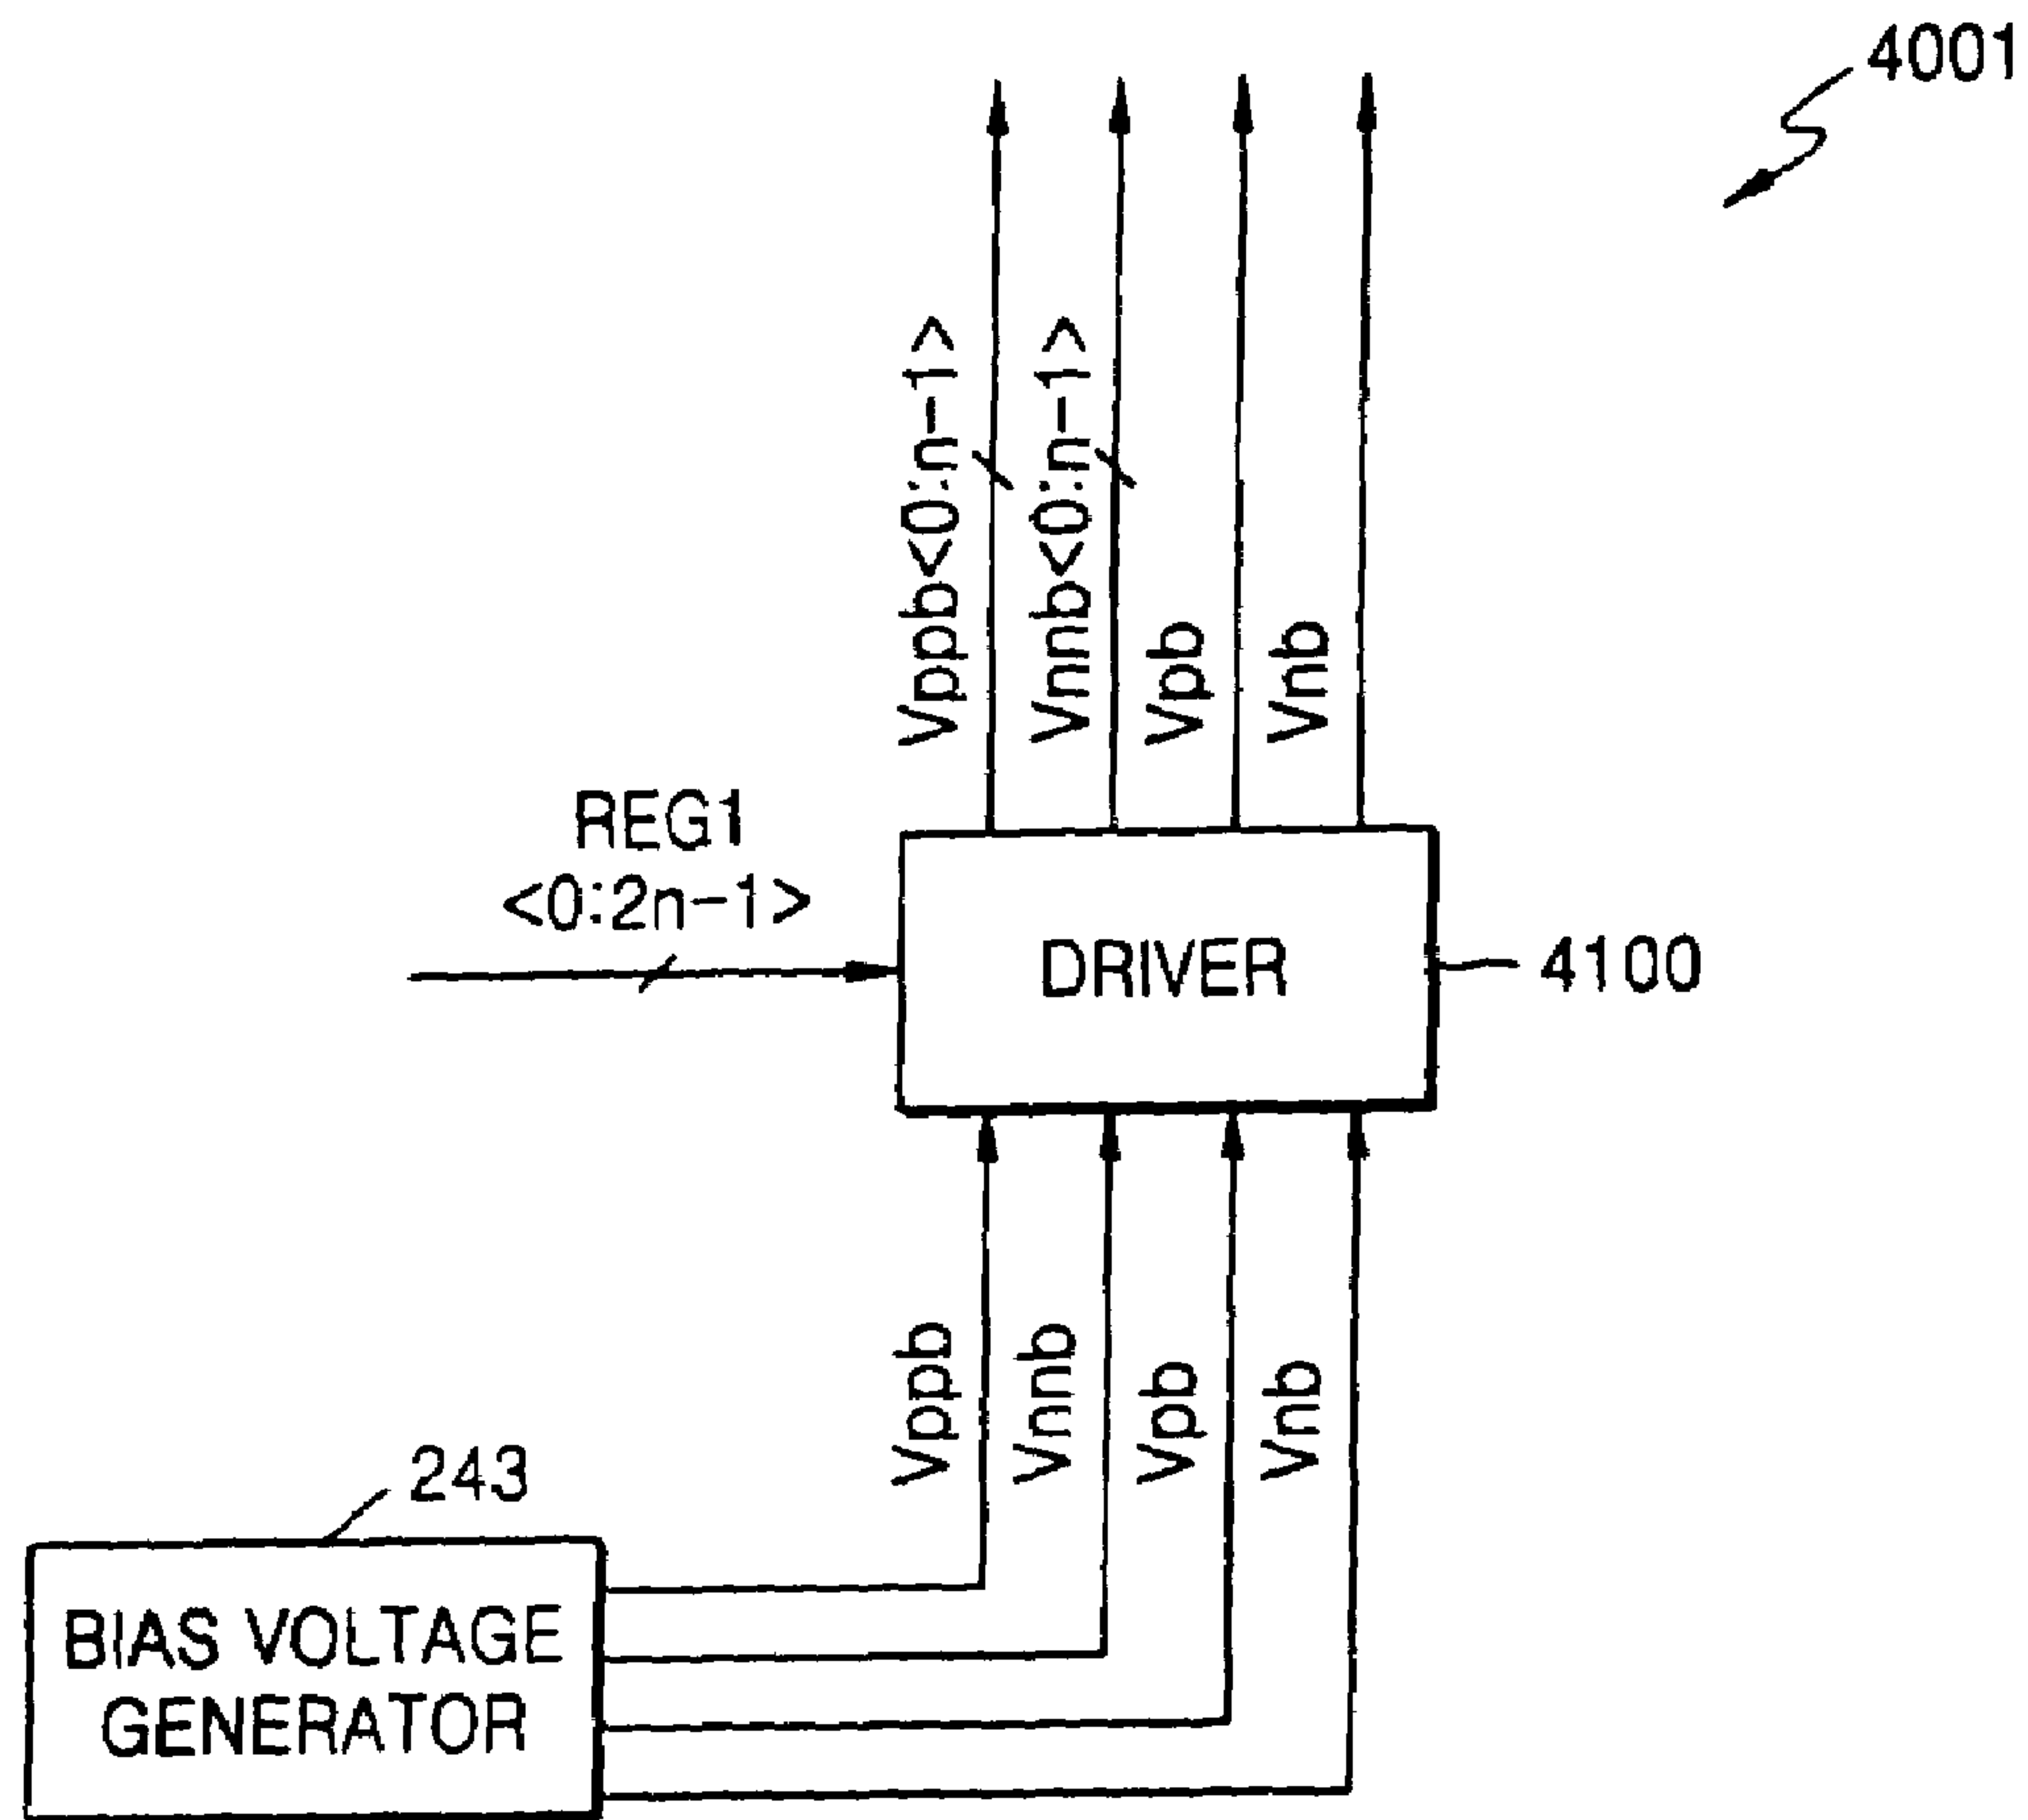 4001
Vppb<0:n-1>
Vnnb<0:n-1>
Vpb
Vnb
REG1
<0:2n-1>
DRIVER
4100
Vppb
Vnnb
Vpb
Vnb
243
BIAS VOLTAGE
GENERATOR